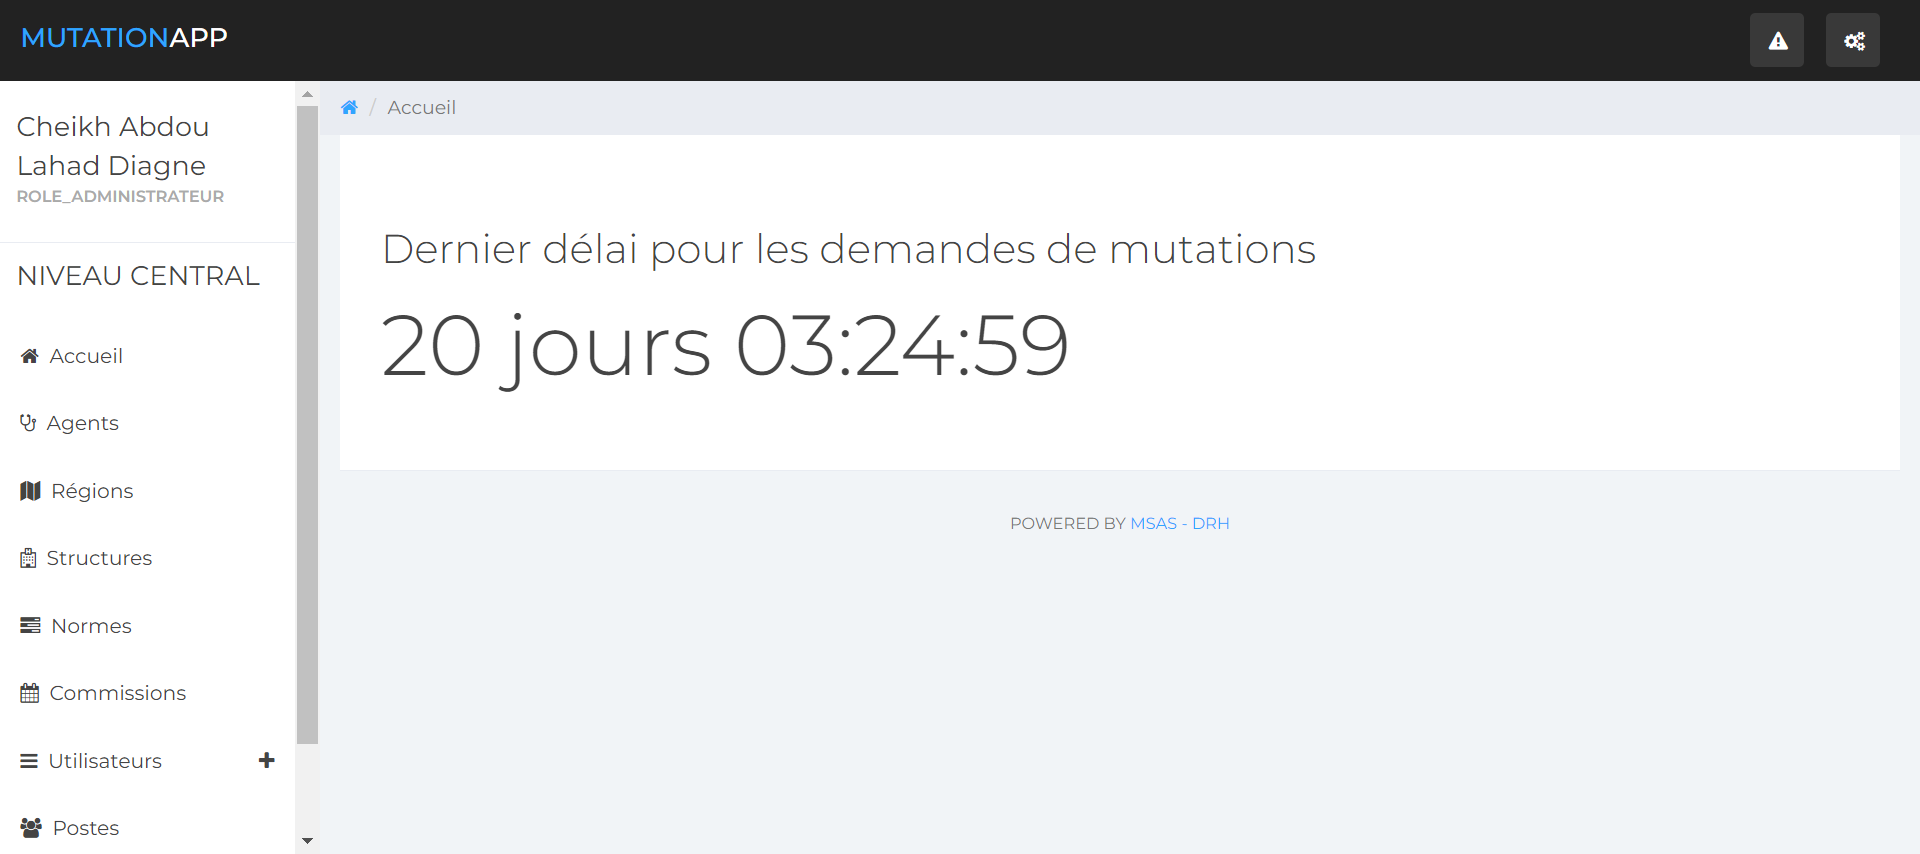 MUTATIONAPP
Cheikh Abdou
Lahad Diagne
ROLE_ADMINISTRATEUR
NIVEAU CENTRAL
Accueil
Agents
Régions
Structures
Normes
Commissions
Utilisateurs
Postes
/ Accueil
Dernier délai pour les demandes de mutations
20 jours 03:24:59
POWERED BY MSAS - DRH